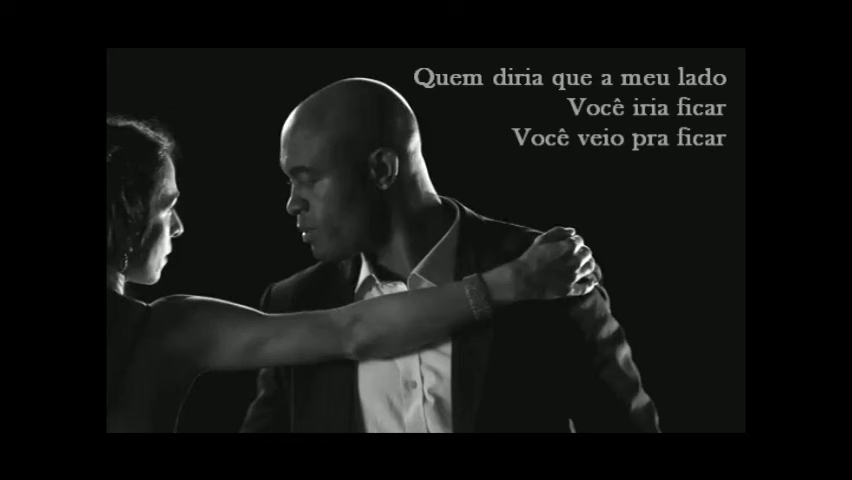 Quem diria que a meu lado
Você iria ficar
Você veio pra ficar